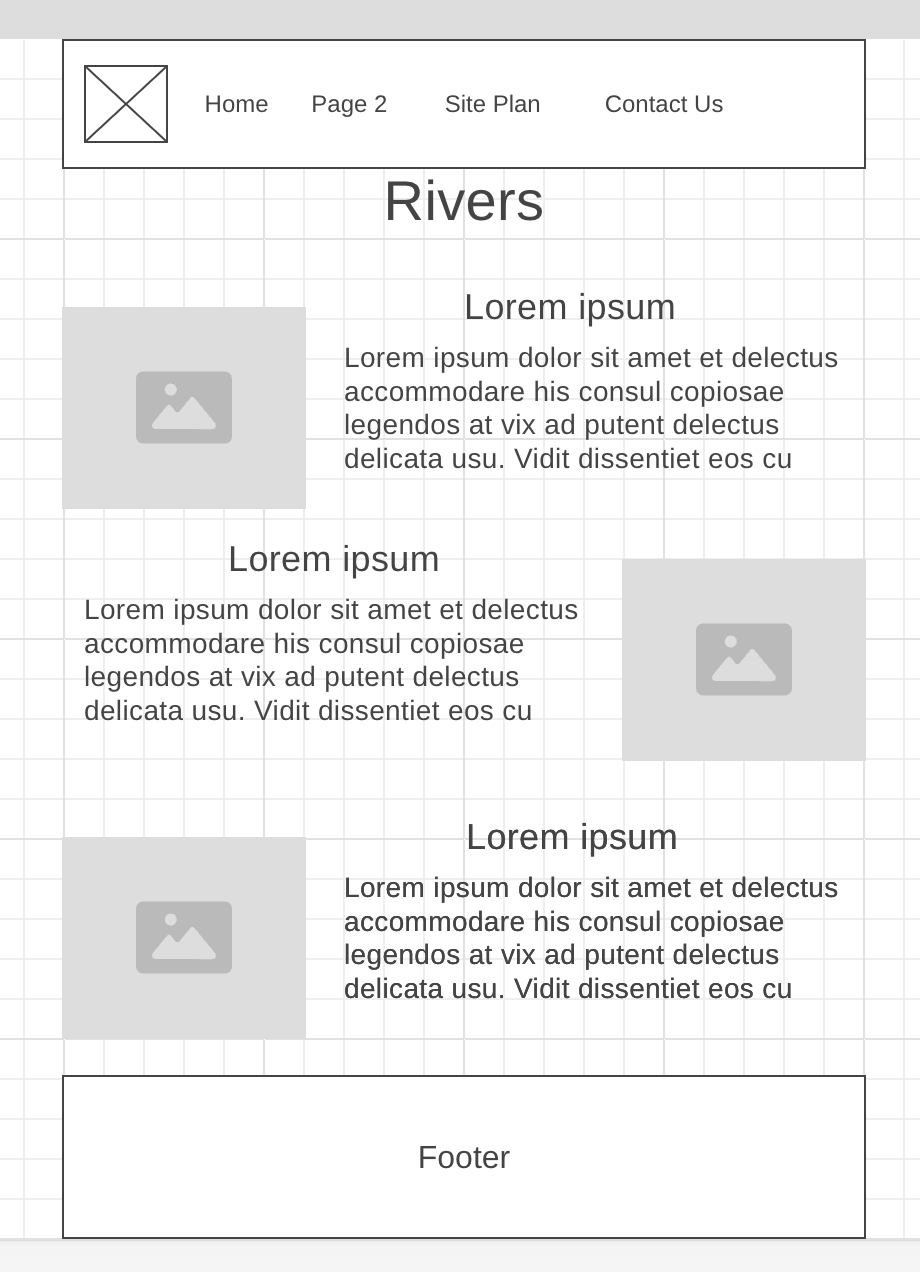 Home Page 2 Site Plan Contact Us
Rivers
Lorem ipsum
Lorem ipsum dolor sit amet et delectus
accommodare his consul copiosae
legendos at vix ad putent delectus
delicata usu. Vidit dissentiet eos cu
Lorem ipsum
Lorem ipsum dolor sit amet et delectus
accommodare his consul copiosae
legendos at vix ad putent delectus
delicata usu. Vidit dissentiet eos cu
Lorem ipsum
Lorem ipsum dolor sit amet et delectus
accommodare his consul copiosae
legendos at vix ad putent delectus
delicata usu. Vidit dissentiet eos cu
Footer